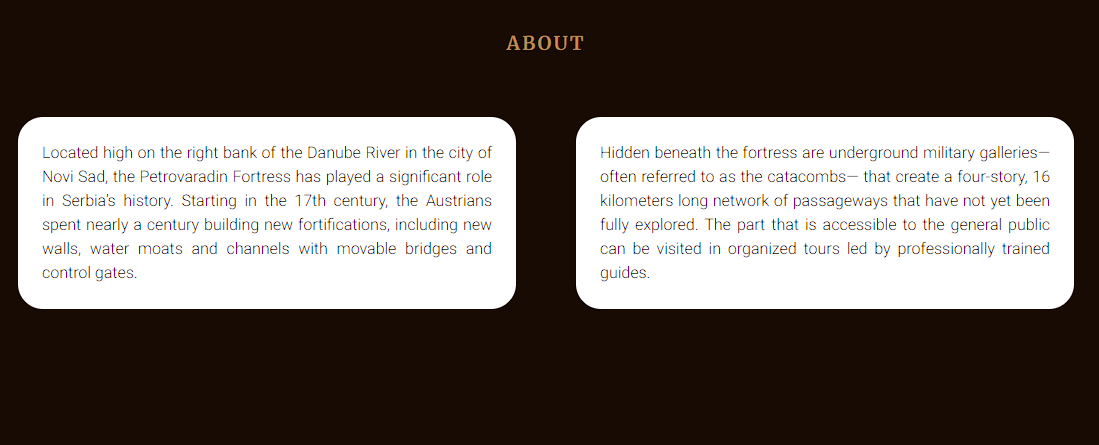 ABOUT
Located high on the right bank of the Danube River in the city of
Novi Sad, the Petrovaradin Fortress has played a significant role
in Serbia's history. Starting in the 17th century, the Austrians
spent nearly a century building new fortifications, including new
walls, water moats and channels with movable bridges and
control gates.
Hidden beneath the fortress are underground military galleries—
often referred to as the catacombs— that create a four-story, 16
kilometers long network of passageways that have not yet been
fully explored. The part that is accessible to the general public
can be visited in organized tours led by professionally trained
guides.